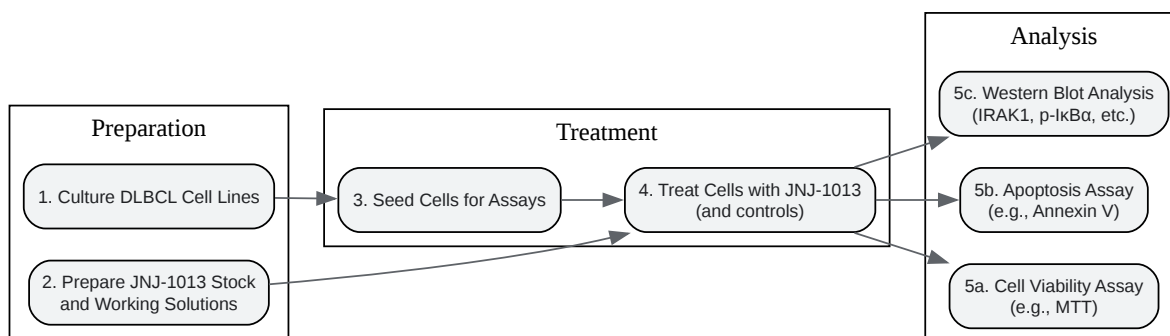 Preparation
1. Culture DLBCL Cell Lines
2. Prepare JNJ-1013 Stock
and Working Solutions
Treatment
3. Seed Cells for Assays
4. Treat Cells with JNJ-1013
(and controls)
Analysis
5c. Western Blot Analysis
(IRAK1, p-IκBα, etc.)
5b. Apoptosis Assay
(e.g., Annexin V)
5a. Cell Viability Assay
(e.g., MTT)